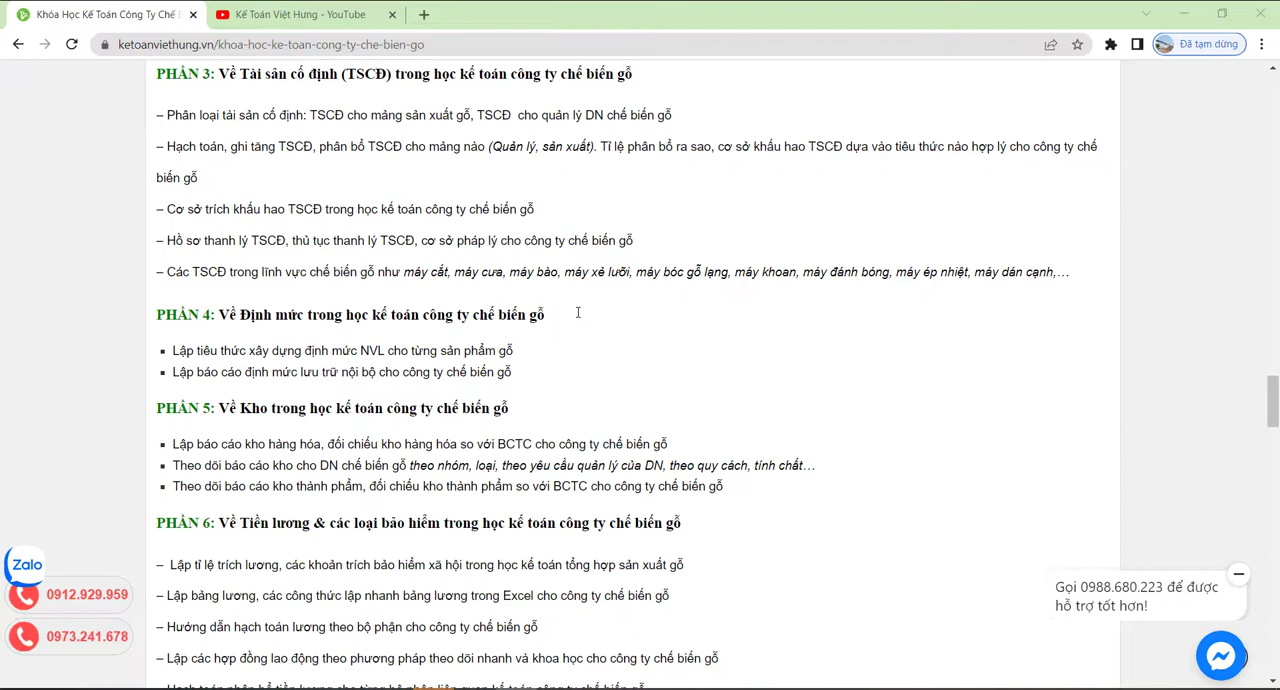 Khóa Học Kế Toán Công Ty Chế B
Kế Toán Việt Hưng - YouTube
ketoanviethung.vn/khoa-hoc-ke-toan-cong-ty-che-bien-go
Đã tạm dừng
PHẦN 3: Về Tài sản cố định (TSCĐ) trong học kế toán công ty chế biến gỗ
– Phân loại tài sản cố định: TSCĐ cho mảng sản xuất gỗ, TSCĐ cho quản lý DN chế biến gỗ
– Hạch toán, ghi tăng TSCĐ, phân bổ TSCĐ cho mảng nào (Quản lý, sản xuất). Tỉ lệ phân bổ ra sao, cơ sở khấu hao TSCĐ dựa vào tiêu thức nào hợp lý cho công ty chế
biến gỗ
– Cơ sở trích khấu hao TSCĐ trong học kế toán công ty chế biến gỗ
– Hồ sơ thanh lý TSCĐ, thủ tục thanh lý TSCĐ, cơ sở pháp lý cho công ty chế biến gỗ
– Các TSCĐ trong lĩnh vực chế biến gỗ như máy cắt, máy cưa, máy bào, máy xẻ lưỡi, máy bóc gỗ lạng, máy khoan, máy đánh bóng, máy ép nhiệt, máy dán cạnh,…
PHẦN 4: Về Định mức trong học kế toán công ty chế biến gỗ
▪ Lập tiêu thức xây dựng định mức NVL cho từng sản phẩm gỗ
▪ Lập báo cáo định mức lưu trữ nội bộ cho công ty chế biến gỗ
PHẦN 5: Về Kho trong học kế toán công ty chế biến gỗ
▪ Lập báo cáo kho hàng hóa, đối chiếu kho hàng hóa so với BCTC cho công ty chế biến gỗ
▪ Theo dõi báo cáo kho cho DN chế biến gỗ theo nhóm, loại, theo yêu cầu quản lý của DN, theo quy cách, tính chất…
▪ Theo dõi báo cáo kho thành phẩm, đối chiếu kho thành phẩm so với BCTC cho công ty chế biến gỗ
PHẦN 6: Về Tiền lương & các loại bảo hiểm trong học kế toán công ty chế biến gỗ
– Lập tỉ lệ trích lương, các khoản trích bảo hiểm xã hội trong học kế toán tổng hợp sản xuất gỗ
– Lập bảng lương, các công thức lập nhanh bảng lương trong Excel cho công ty chế biến gỗ
– Hướng dẫn hạch toán lương theo bộ phận cho công ty chế biến gỗ
– Lập các hợp đồng lao động theo phương pháp theo dõi nhanh và khoa học cho công ty chế biến gỗ
– Hạch toán phân bổ tiền lương cho từng bộ phận liên quan kế toán công ty chế biến gỗ
Zalo
0912.929.959
0973.241.678
Gọi 0988.680.223 để được
hỗ trợ tốt hơn!